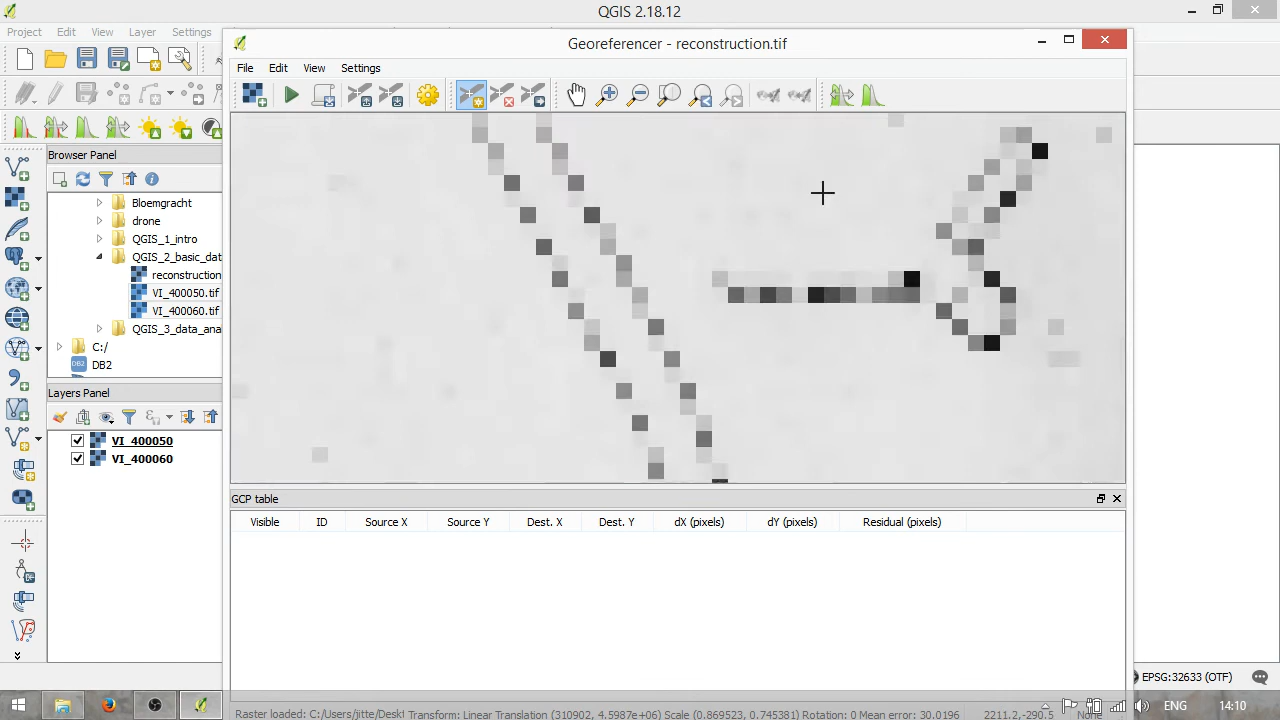 QGIS 2.18.12
Project Edit View Layer Settings
Georeferencer - reconstruction.tif
File Edit View Settings
Browser Panel
Bloemgracht
drone
QGIS_1_intro
QGIS_2_basic_dat
reconstruction
VI_400050.tif
VI_400060.tif
QGIS_3_data_ana
C:/
DB2
DB2
Layers Panel
VI_400050
VI_400060
GCP table
Visible ID Source X Source Y Dest. X Dest. Y dX (pixels) dY (pixels) Residual (pixels)
EPSG:32633 (OTF)
Raster loaded: C:/Users/jitte/Deskt Transform: Linear Translation (310902, 4.5987e+06) Scale (0.869523, 0.745381) Rotation: 0 Mean error: 30.0196 2211.2,-290.5 None
ENG 14:10